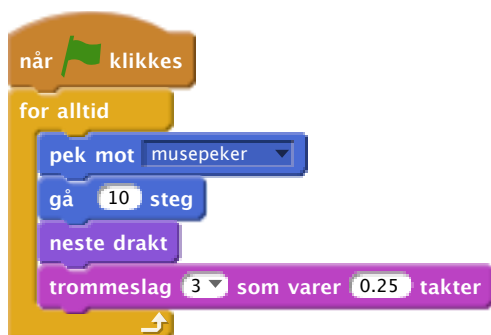 når klikkes
for alltid
pek mot musepeker
gå 10 steg
neste drakt
trommeslag 3 som varer 0.25 takter